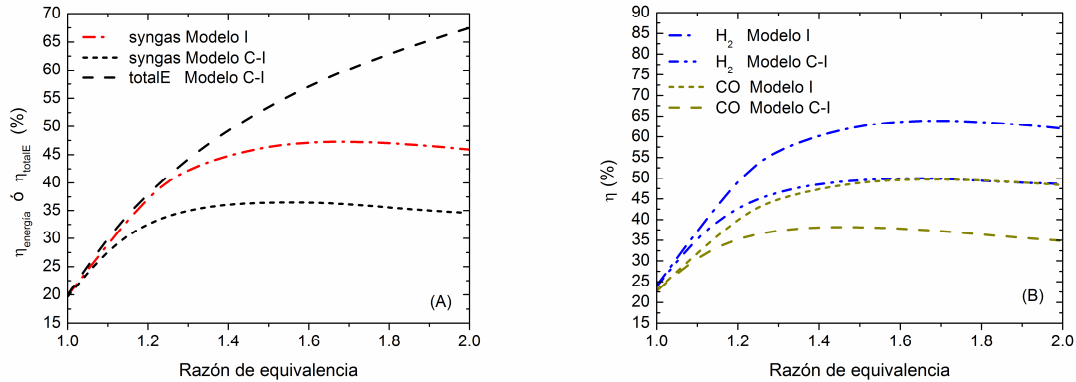 70
65
60
55
50
45
40
35
30
25
20
15
η_energía ó η_totalE (%)
syngas Modelo I
syngas Modelo C-I
totalE Modelo C-I
(A)
1.0 1.2 1.4 1.6 1.8 2.0
Razón de equivalencia
90
85
80
75
70
65
60
55
50
45
40
35
30
25
20
15
η (%)
H₂ Modelo I
H₂ Modelo C-I
CO Modelo I
CO Modelo C-I
(B)
1.0 1.2 1.4 1.6 1.8 2.0
Razón de equivalencia